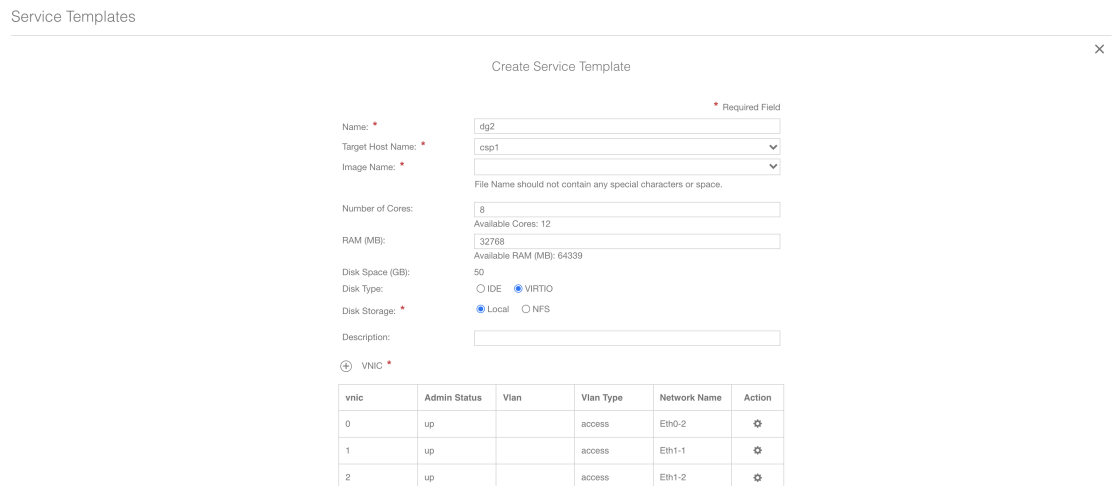 Service Templates
Create Service Template
* Required Field
Name: * dg2
Target Host Name: * csp1
Image Name: *
File Name should not contain any special characters or space.
Number of Cores: 8
Available Cores: 12
RAM (MB): 32768
Available RAM (MB): 64339
Disk Space (GB): 50
Disk Type: IDE VIRTIO
Disk Storage: * Local NFS
Description:
VNIC *
vnic Admin Status Vlan Vlan Type Network Name Action
0 up access Eth0-2
1 up access Eth1-1
2 up access Eth1-2